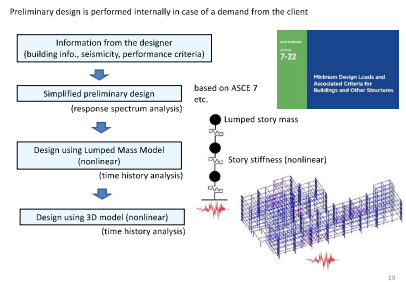 Preliminary design is performed internally in case of a demand from the client
Information from the designer
(building info., seismicity, performance criteria)
Simplified preliminary design
(response spectrum analysis)
based on ASCE 7
etc.
7-22
Minimum Design Loads and
Associated Criteria for
Buildings and Other Structures
Lumped story mass
Design using Lumped Mass Model
(nonlinear)
(time history analysis)
Story stiffness (nonlinear)
Design using 3D model (nonlinear)
(time history analysis)
19